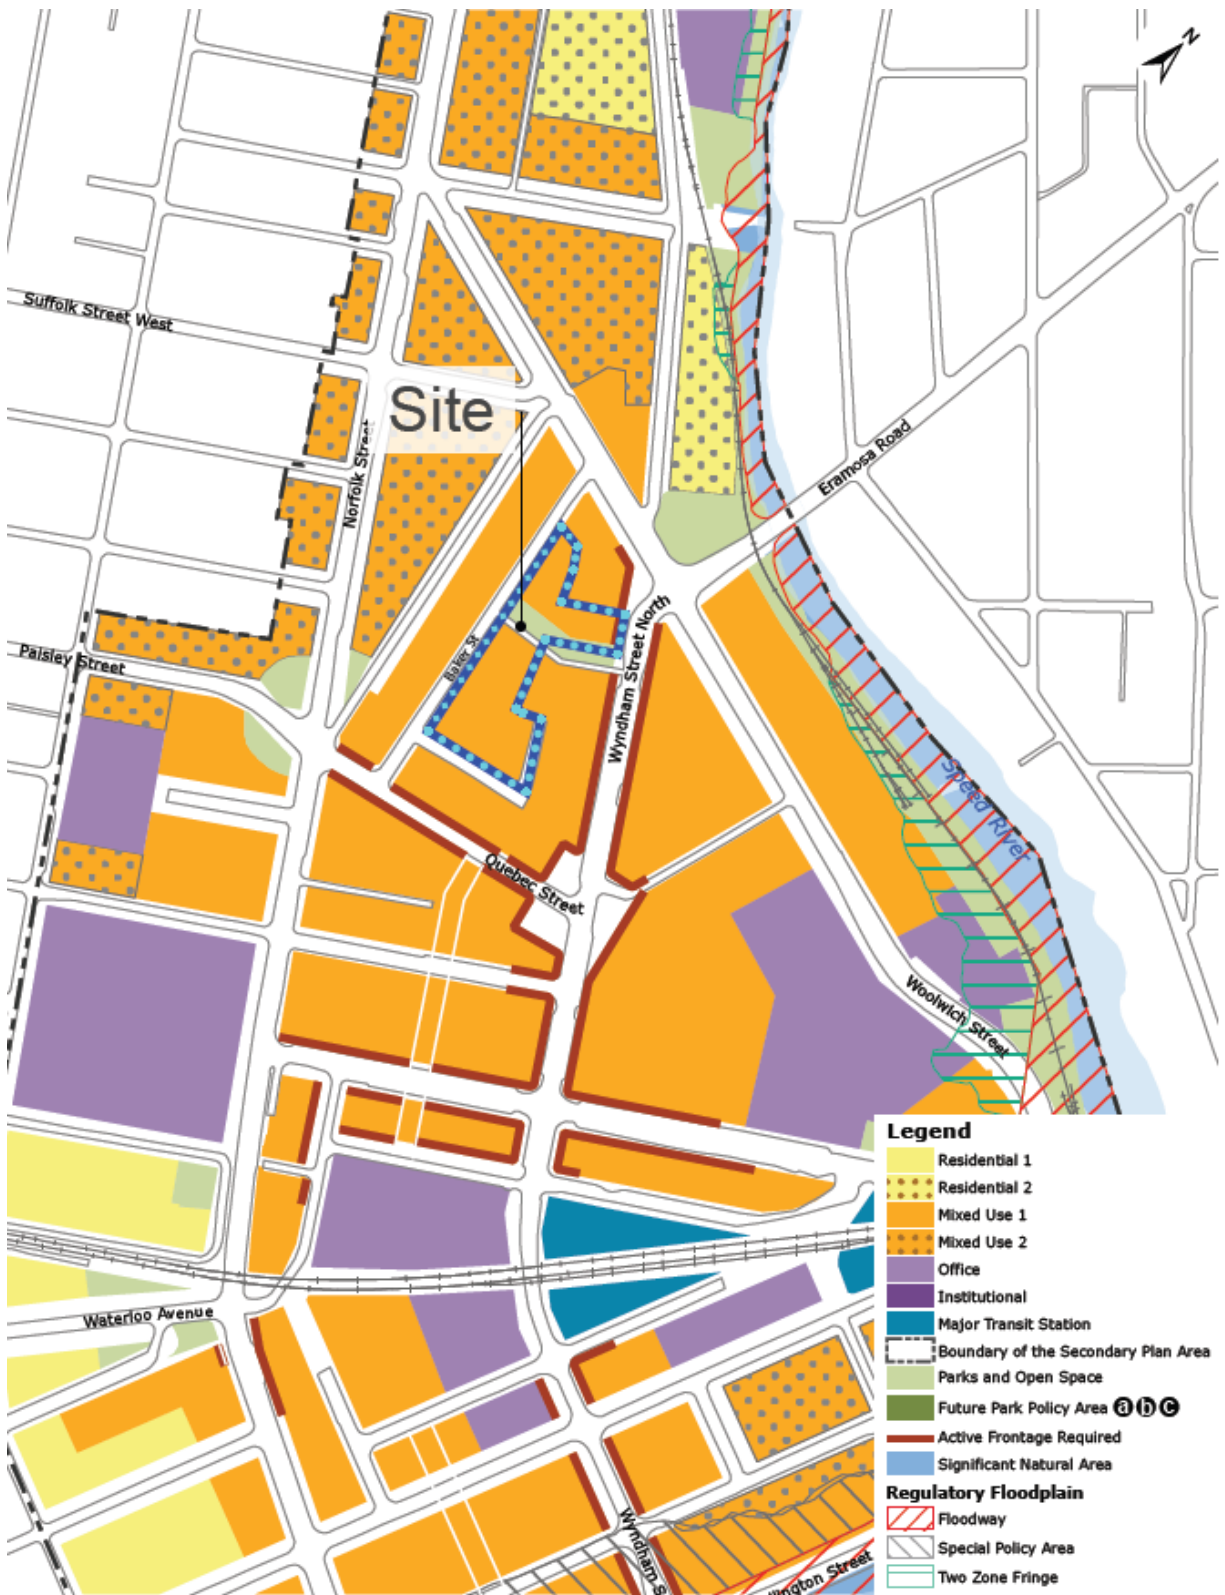 N
Suffolk Street West
Site
Norfolk Street
Eramosa Road
Paisley Street
Baker St
Wyndham Street North
Speed River
Quebec Street
Woolwich Street
Waterloo Avenue
Wyndham S
llington Street
Legend
Residential 1
Residential 2
Mixed Use 1
Mixed Use 2
Office
Institutional
Major Transit Station
Boundary of the Secondary Plan Area
Parks and Open Space
Future Park Policy Area a b c
Active Frontage Required
Significant Natural Area
Regulatory Floodplain
Floodway
Special Policy Area
Two Zone Fringe